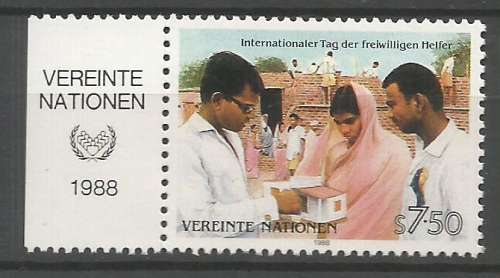 VEREINTE
NATIONEN
1988
Internationaler Tag der freiwilligen Helfer
VEREINTE NATIONEN
1988
S7.50